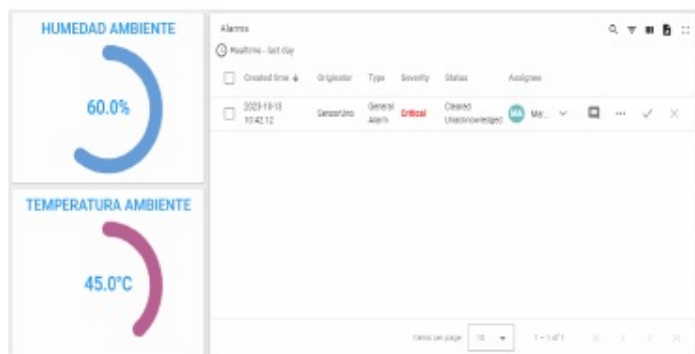 HUMEDAD AMBIENTE
60.0%
TEMPERATURA AMBIENTE
45.0°C
Alarms
Realtime - last day
Created time Originator Type Severity Status Assignee
2023-10-13
10:42:12
SensorUno
General
Alarm
Critical
Cleared
Unacknowledged
MA Mar...
Items per page 10 1 – 1 of 1